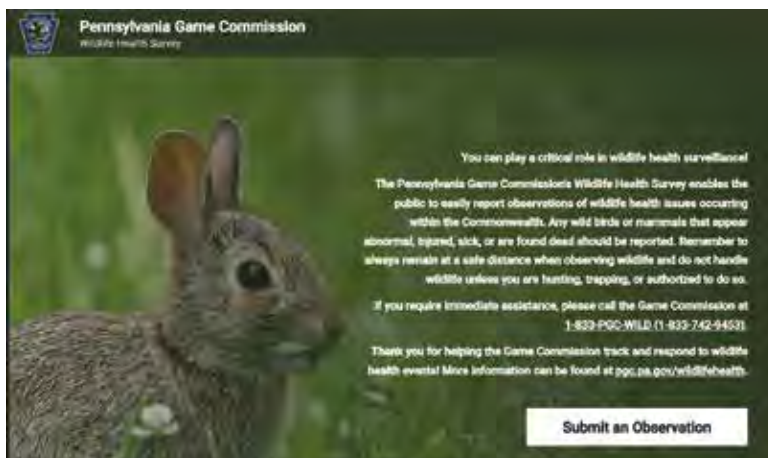 Pennsylvania Game Commission
Wildlife Health Survey
You can play a critical role in wildlife health surveillance!
The Pennsylvania Game Commission's Wildlife Health Survey enables the
public to easily report observations of wildlife health issues occurring
within the Commonwealth. Any wild birds or mammals that appear
abnormal, injured, sick, or are found dead should be reported. Remember to
always remain at a safe distance when observing wildlife and do not handle
wildlife unless you are hunting, trapping, or authorized to do so.
If you require immediate assistance, please call the Game Commission at
1-833-PGC-WILD (1-833-742-9453).
Thank you for helping the Game Commission track and respond to wildlife
health events! More information can be found at pgc.pa.gov/wildlifehealth.
Submit an Observation